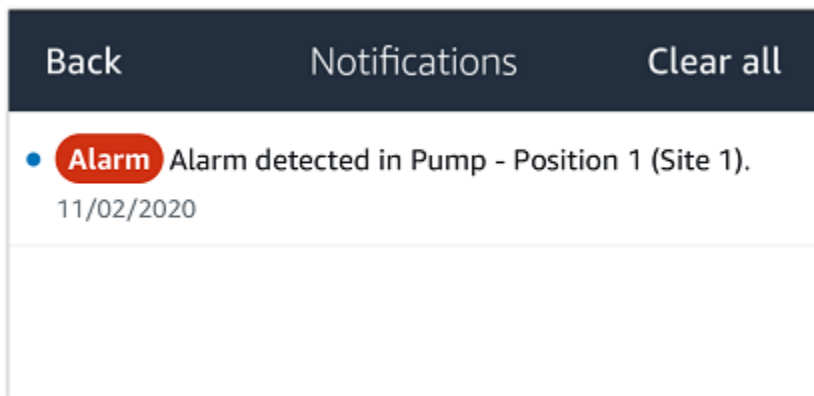 Back Notifications Clear all
Alarm Alarm detected in Pump - Position 1 (Site 1).
11/02/2020